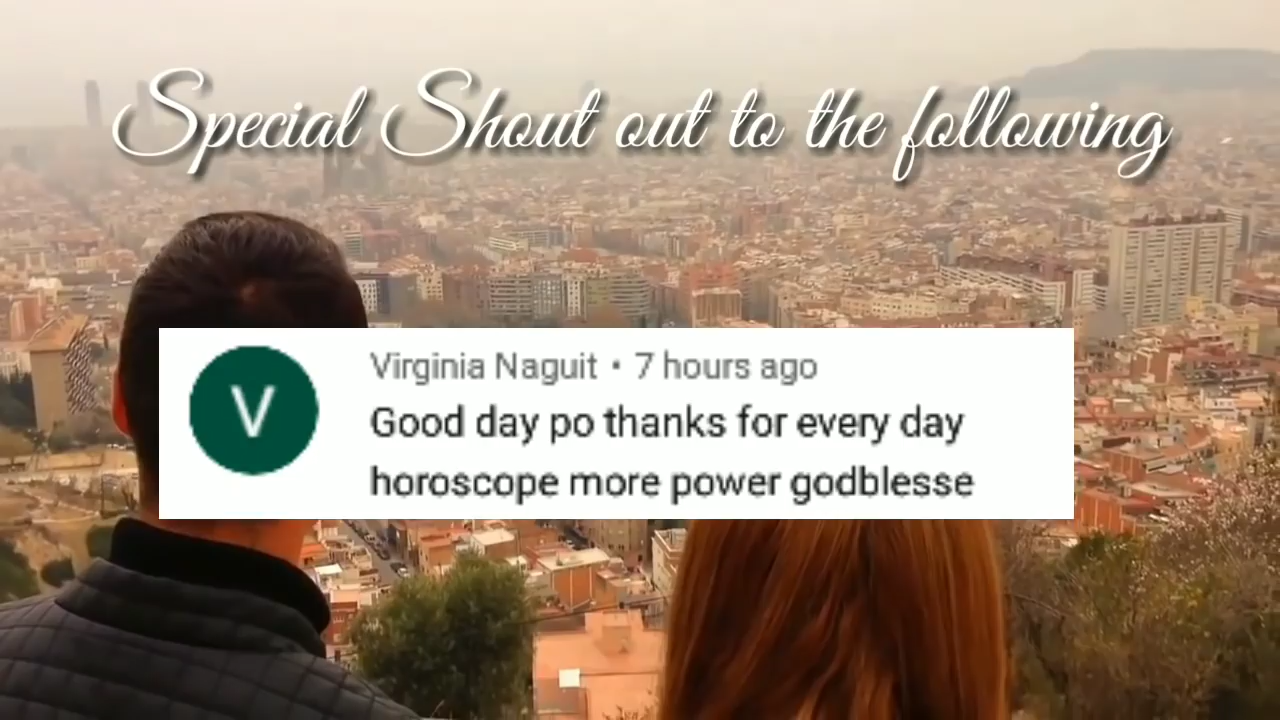 Special Shout out to the following
V
Virginia Naguit • 7 hours ago
Good day po thanks for every day
horoscope more power godblesse